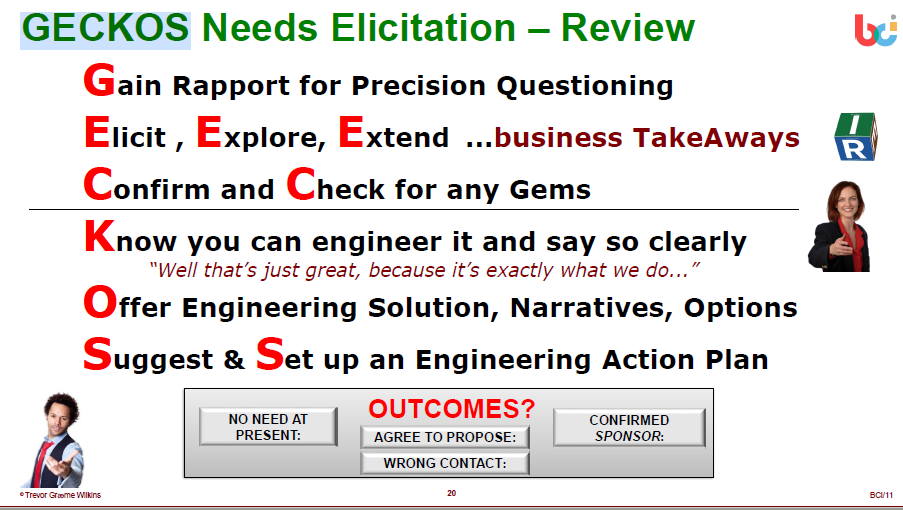 GECKOS Needs Elicitation – Review
bci
Gain Rapport for Precision Questioning
Elicit , Explore, Extend ...business TakeAways
I
R
Confirm and Check for any Gems
Know you can engineer it and say so clearly
“Well that’s just great, because it’s exactly what we do...”
Offer Engineering Solution, Narratives, Options
Suggest & Set up an Engineering Action Plan
OUTCOMES?
NO NEED AT
PRESENT:
AGREE TO PROPOSE:
WRONG CONTACT:
CONFIRMED
SPONSOR:
© Trevor Græme Wilkins
20
BCI/11